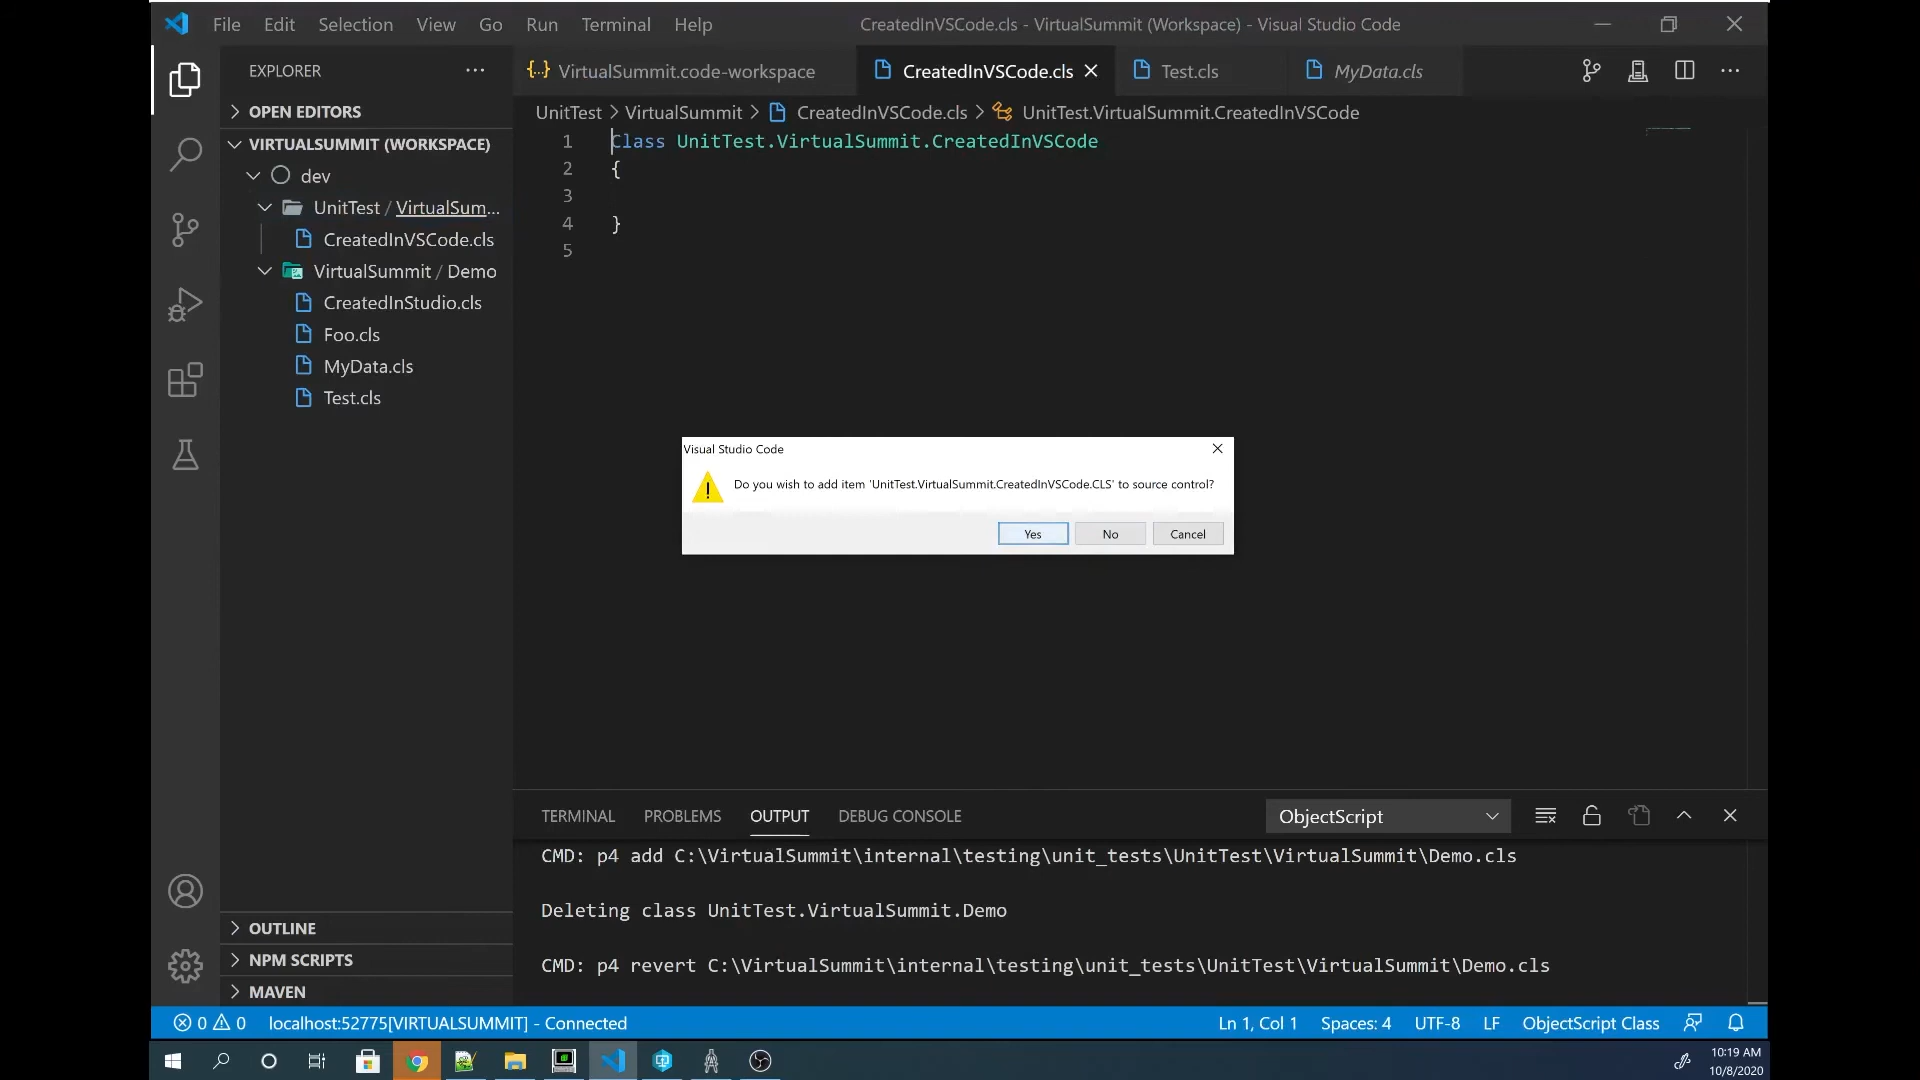 File Edit Selection View Go Run Terminal Help
CreatedInVSCode.cls - VirtualSummit (Workspace) - Visual Studio Code
EXPLORER
OPEN EDITORS
VIRTUALSUMMIT (WORKSPACE)
dev
UnitTest / VirtualSum...
CreatedInVSCode.cls
VirtualSummit / Demo
CreatedInStudio.cls
Foo.cls
MyData.cls
Test.cls
OUTLINE
NPM SCRIPTS
MAVEN
VirtualSummit.code-workspace CreatedInVSCode.cls Test.cls MyData.cls
UnitTest > VirtualSummit > CreatedInVSCode.cls > UnitTest.VirtualSummit.CreatedInVSCode
1 Class UnitTest.VirtualSummit.CreatedInVSCode
2 {
3
4 }
5
Visual Studio Code
Do you wish to add item 'UnitTest.VirtualSummit.CreatedInVSCode.CLS' to source control?
Yes No Cancel
TERMINAL PROBLEMS OUTPUT DEBUG CONSOLE ObjectScript
CMD: p4 add C:\VirtualSummit\internal\testing\unit_tests\UnitTest\VirtualSummit\Demo.cls
Deleting class UnitTest.VirtualSummit.Demo
CMD: p4 revert C:\VirtualSummit\internal\testing\unit_tests\UnitTest\VirtualSummit\Demo.cls
0 0 localhost:52775[VIRTUALSUMMIT] - Connected Ln 1, Col 1 Spaces: 4 UTF-8 LF ObjectScript Class
10:19 AM
10/8/2020